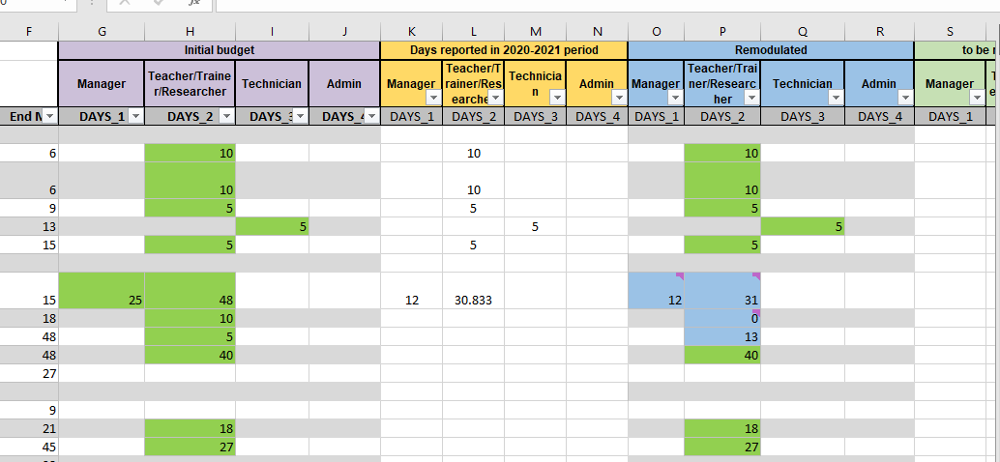 F G H I J K L M N O P Q R S
Initial budget Days reported in 2020-2021 period Remodulated
Manager Teacher/Traine r/Researcher Technician Admin Manager Teacher/T rainer/Res earche Technicia n Admin Manager Teacher/Trai ner/Researc her Technician Admin Manager
End DAYS_1 DAYS_2 DAYS_3 DAYS_4 DAYS_1 DAYS_2 DAYS_3 DAYS_4 DAYS_1 DAYS_2 DAYS_3 DAYS_4 DAYS_1
6 10 10 10
6 10 10 10
9 5 5 5
13 5 5 5
15 5 5 5
15 25 48 12 30.833 12 31
18 10 0
48 5 13
48 40 40
27
9
21 18 18
45 27 27